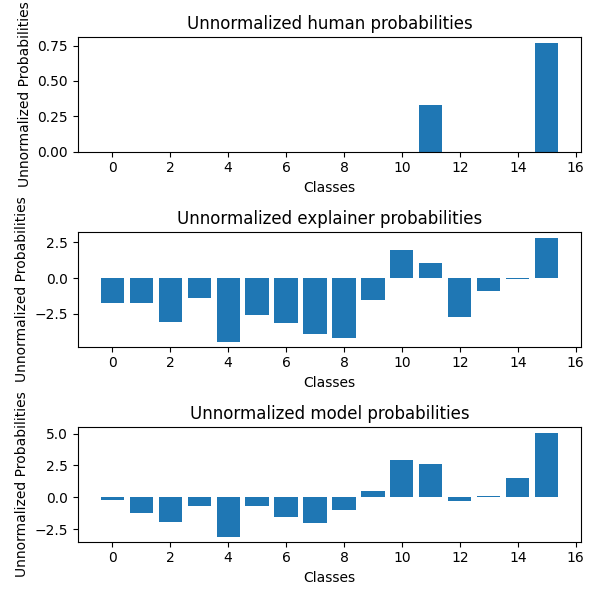 Unnormalized human probabilities
Unnormalized Probabilities
0.75
0.50
0.25
0.00
0 2 4 6 8 10 12 14 16
Classes
Unnormalized explainer probabilities
Unnormalized Probabilities
2.5
0.0
−2.5
0 2 4 6 8 10 12 14 16
Classes
Unnormalized model probabilities
Unnormalized Probabilities
5.0
2.5
0.0
−2.5
0 2 4 6 8 10 12 14 16
Classes